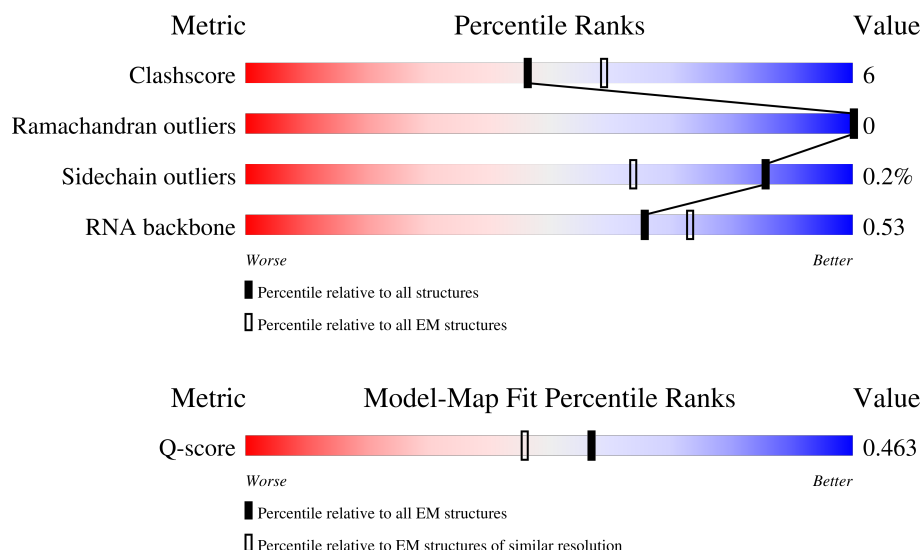 Metric Percentile Ranks Value
Clashscore 6
Ramachandran outliers 0
Sidechain outliers 0.2%
RNA backbone 0.53
Worse Better
Percentile relative to all structures
Percentile relative to all EM structures
Metric Model-Map Fit Percentile Ranks Value
Q-score 0.463
Worse Better
Percentile relative to all EM structures
Percentile relative to EM structures of similar resolution